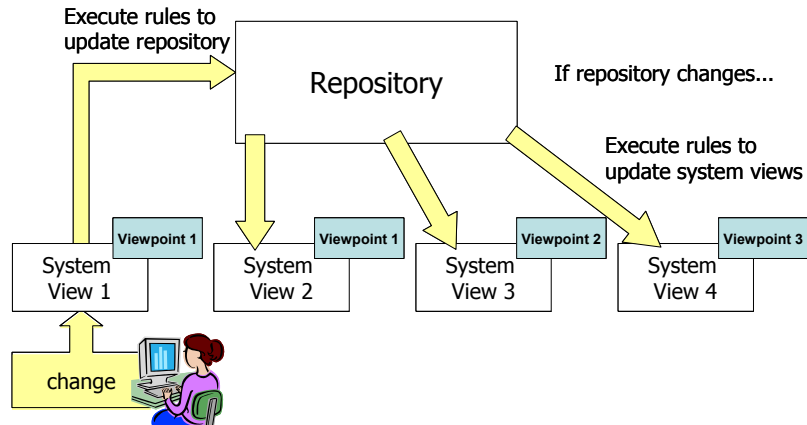 Execute rules to
update repository
Repository
If repository changes...
Execute rules to
update system views
Viewpoint 1
System
View 1
Viewpoint 1
System
View 2
Viewpoint 2
System
View 3
Viewpoint 3
System
View 4
change